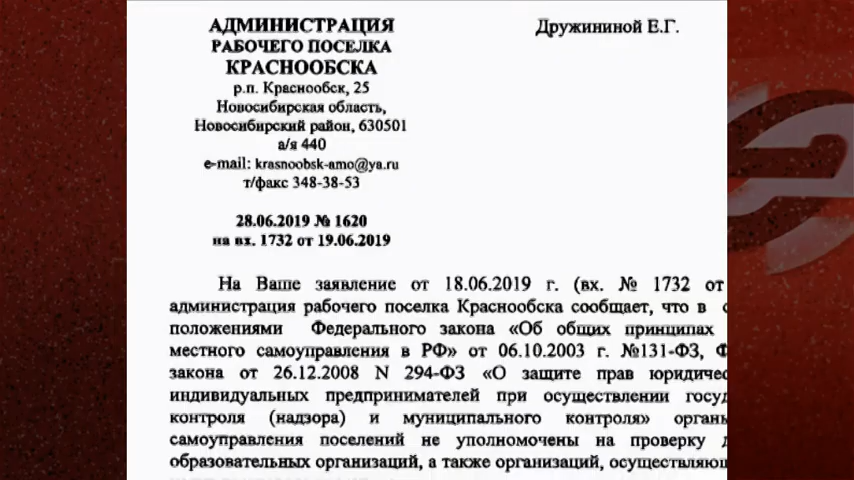 АДМИНИСТРАЦИЯ
РАБОЧЕГО ПОСЕЛКА
КРАСНООБСКА
р.п. Краснообск, 25
Новосибирская область,
Новосибирский район, 630501
а/я 440
e-mail: krasnoobsk-amo@ya.ru
т/факс 348-38-53
28.06.2019 № 1620
на вх. 1732 от 19.06.2019
Дружининой Е.Г.
На Ваше заявление от 18.06.2019 г. (вх. № 1732 от
администрация рабочего поселка Краснообска сообщает, что в
положениями Федерального закона «Об общих принципах
местного самоуправления в РФ» от 06.10.2003 г. №131-ФЗ,
закона от 26.12.2008 N 294-ФЗ «О защите прав юридичес
индивидуальных предпринимателей при осуществлении госуд
контроля (надзора) и муниципального контроля» органы
самоуправления поселений не уполномочены на проверку
образовательных организаций, а также организаций, осуществляющ